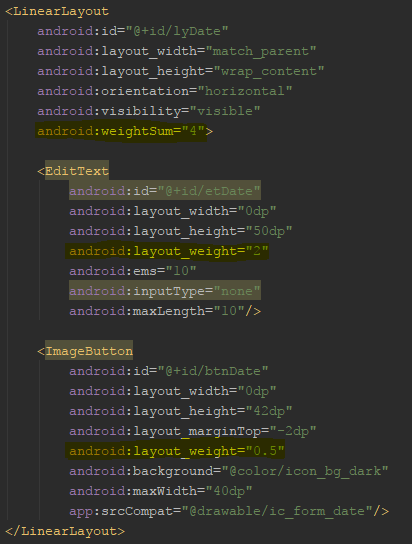 <LinearLayout
android:id="@+id/lyDate"
android:layout_width="match_parent"
android:layout_height="wrap_content"
android:orientation="horizontal"
android:visibility="visible"
android:weightSum="4">
<EditText
android:id="@+id/etDate"
android:layout_width="0dp"
android:layout_height="50dp"
android:layout_weight="2"
android:ems="10"
android:inputType="none"
android:maxLength="10"/>
<ImageButton
android:id="@+id/btnDate"
android:layout_width="0dp"
android:layout_height="42dp"
android:layout_marginTop="-2dp"
android:layout_weight="0.5"
android:background="@color/icon_bg_dark"
android:maxWidth="40dp"
app:srcCompat="@drawable/ic_form_date"/>
</LinearLayout>